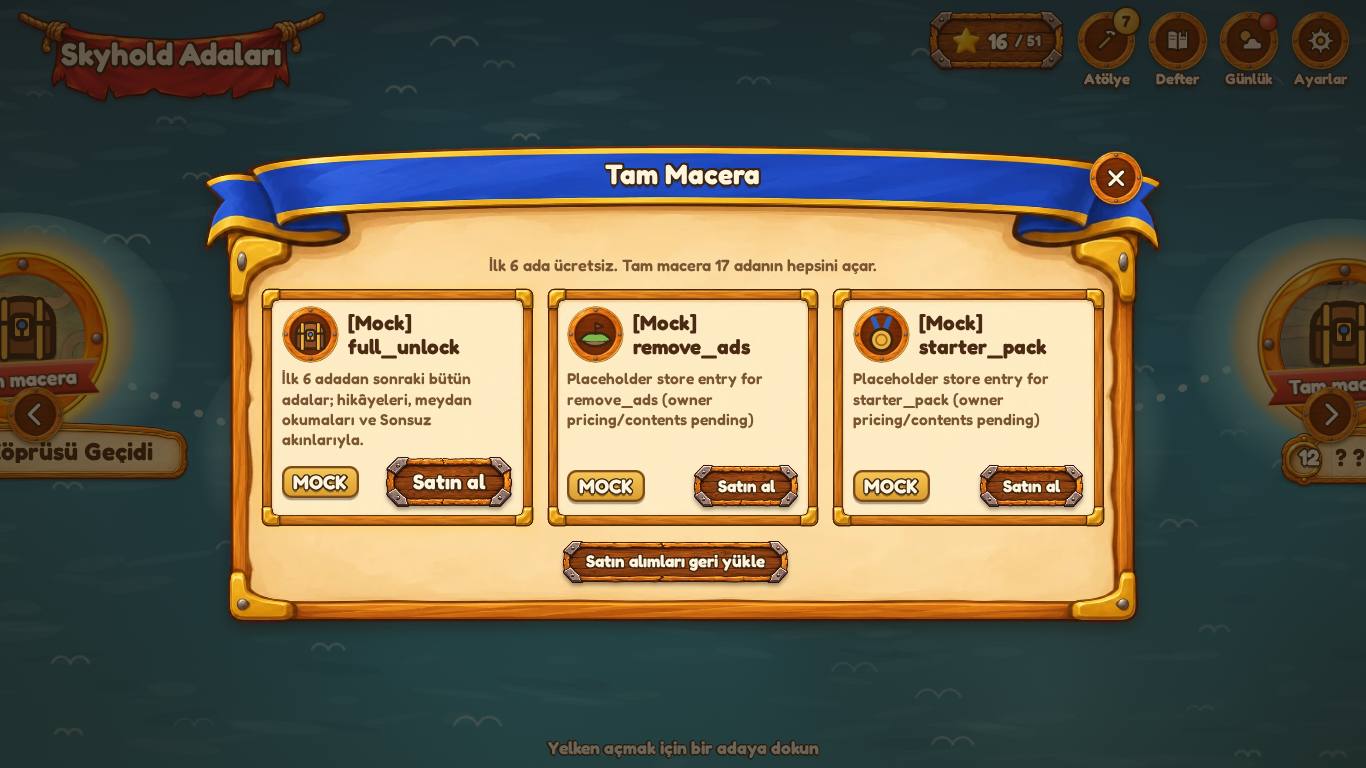 Skyhold Adaları
16 / 51
7
Atölye
Defter
Günlük
Ayarlar
Tam Macera
İlk 6 ada ücretsiz. Tam macera 17 adanın hepsini açar.
[Mock]
full_unlock
İlk 6 adadan sonraki bütün
adalar; hikâyeleri, meydan
okumaları ve Sonsuz
akınlarıyla.
MOCK
Satın al
[Mock]
remove_ads
Placeholder store entry for
remove_ads (owner
pricing/contents pending)
MOCK
Satın al
[Mock]
starter_pack
Placeholder store entry for
starter_pack (owner
pricing/contents pending)
MOCK
Satın al
Satın alımları geri yükle
macera
öprüsü Geçidi
Tam mac
12 ? ?
Yelken açmak için bir adaya dokun